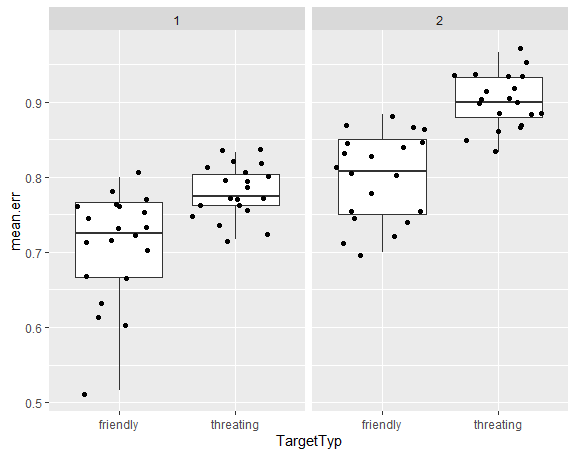 1 2
mean.err
0.9
0.8
0.7
0.6
0.5
friendly threating friendly threating
TargetTyp